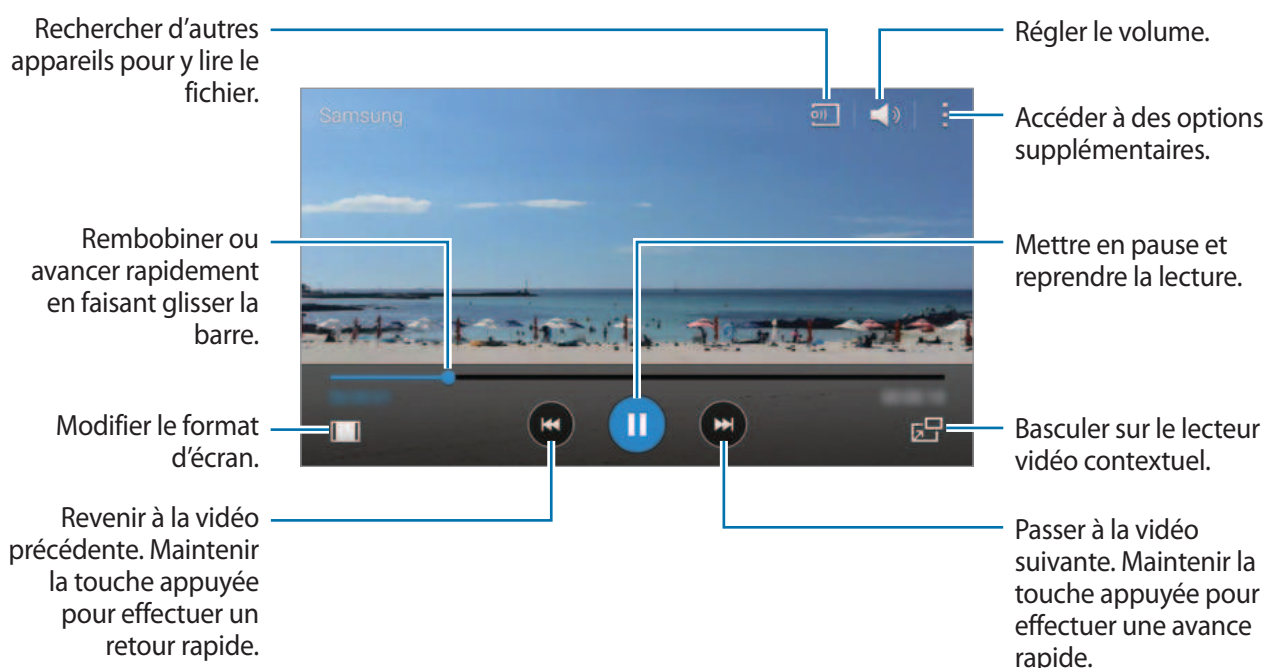 Rechercher d'autres
appareils pour y lire le
fichier.
Régler le volume.
Samsung
Accéder à des options
supplémentaires.
Rembobiner ou
avancer rapidement
en faisant glisser la
barre.
Mettre en pause et
reprendre la lecture.
Modifier le format
d'écran.
Basculer sur le lecteur
vidéo contextuel.
Revenir à la vidéo
précédente. Maintenir
la touche appuyée
pour effectuer un
retour rapide.
Passer à la vidéo
suivante. Maintenir la
touche appuyée pour
effectuer une avance
rapide.